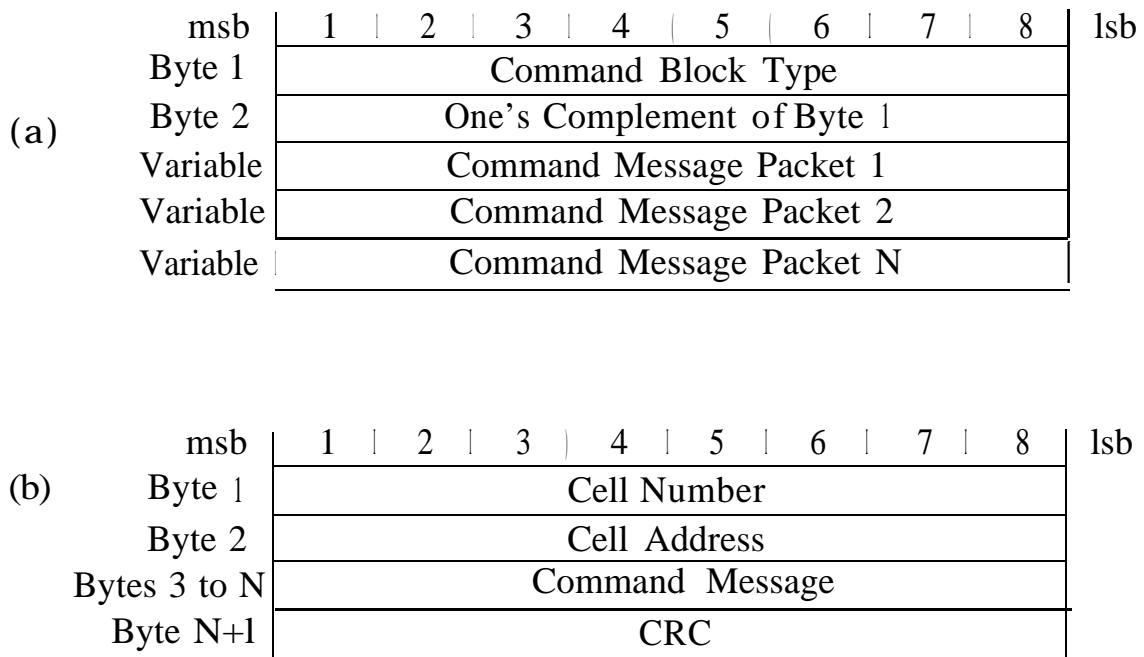 msb 1 2 3 4 5 6 7 8 lsb
Byte 1 Command Block Type
(a) Byte 2 One's Complement of Byte 1
Variable Command Message Packet 1
Variable Command Message Packet 2
Variable Command Message Packet N
msb 1 2 3 4 5 6 7 8 lsb
(b) Byte 1 Cell Number
Byte 2 Cell Address
Bytes 3 to N Command Message
Byte N+1 CRC